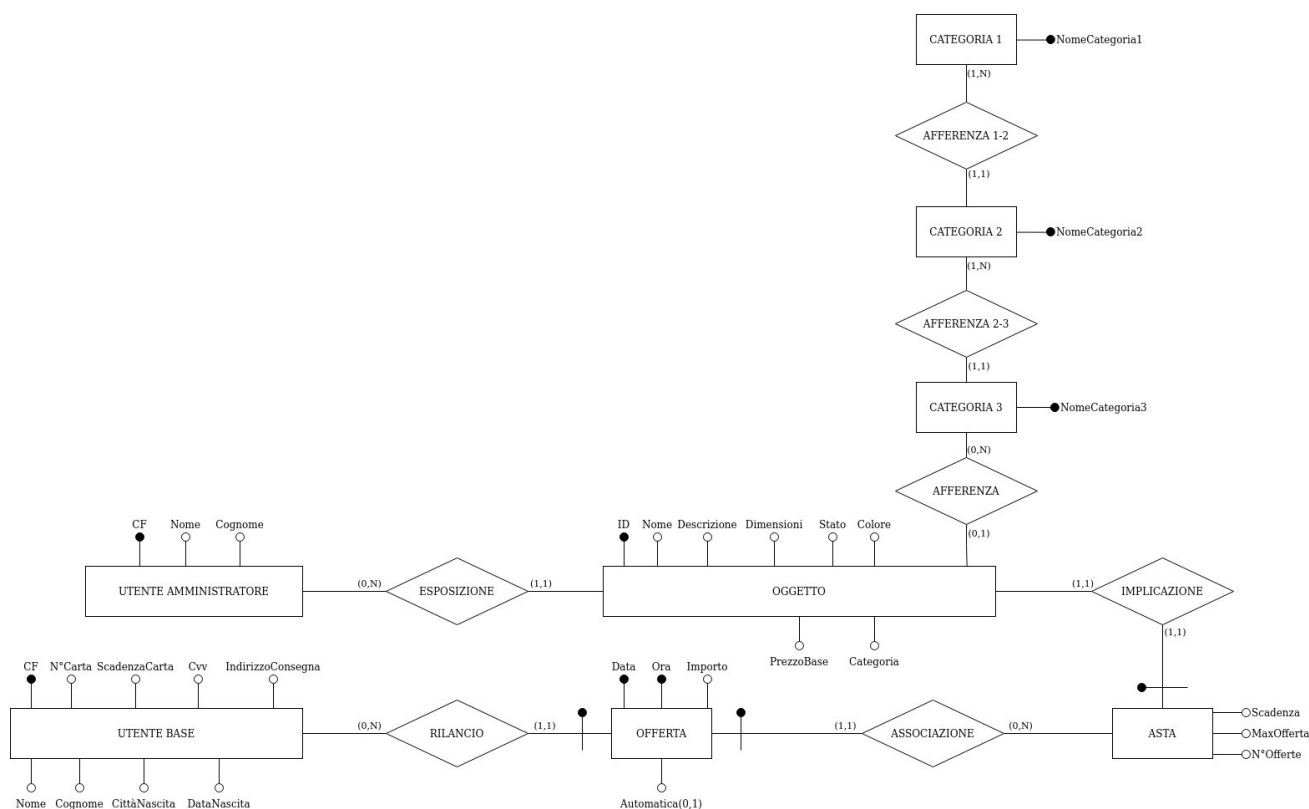 CATEGORIA 1
NomeCategoria1
(1,N)
AFFERENZA 1-2
(1,1)
CATEGORIA 2
NomeCategoria2
(1,N)
AFFERENZA 2-3
(1,1)
CATEGORIA 3
NomeCategoria3
(0,N)
AFFERENZA
(0,1)
CF Nome Cognome
ID Nome Descrizione Dimensioni Stato Colore
UTENTE AMMINISTRATORE (0,N) ESPOSIZIONE (1,1) OGGETTO (1,1) IMPLICAZIONE
(1,1)
PrezzoBase Categoria
CF N°Carta ScadenzaCarta Cvv IndirizzoConsegna
Data Ora Importo
UTENTE BASE (0,N) RILANCIO (1,1) OFFERTA (1,1) ASSOCIAZIONE (0,N) ASTA
Scadenza
MaxOfferta
N°Offerte
Nome Cognome CittàNascita DataNascita
Automatica(0,1)